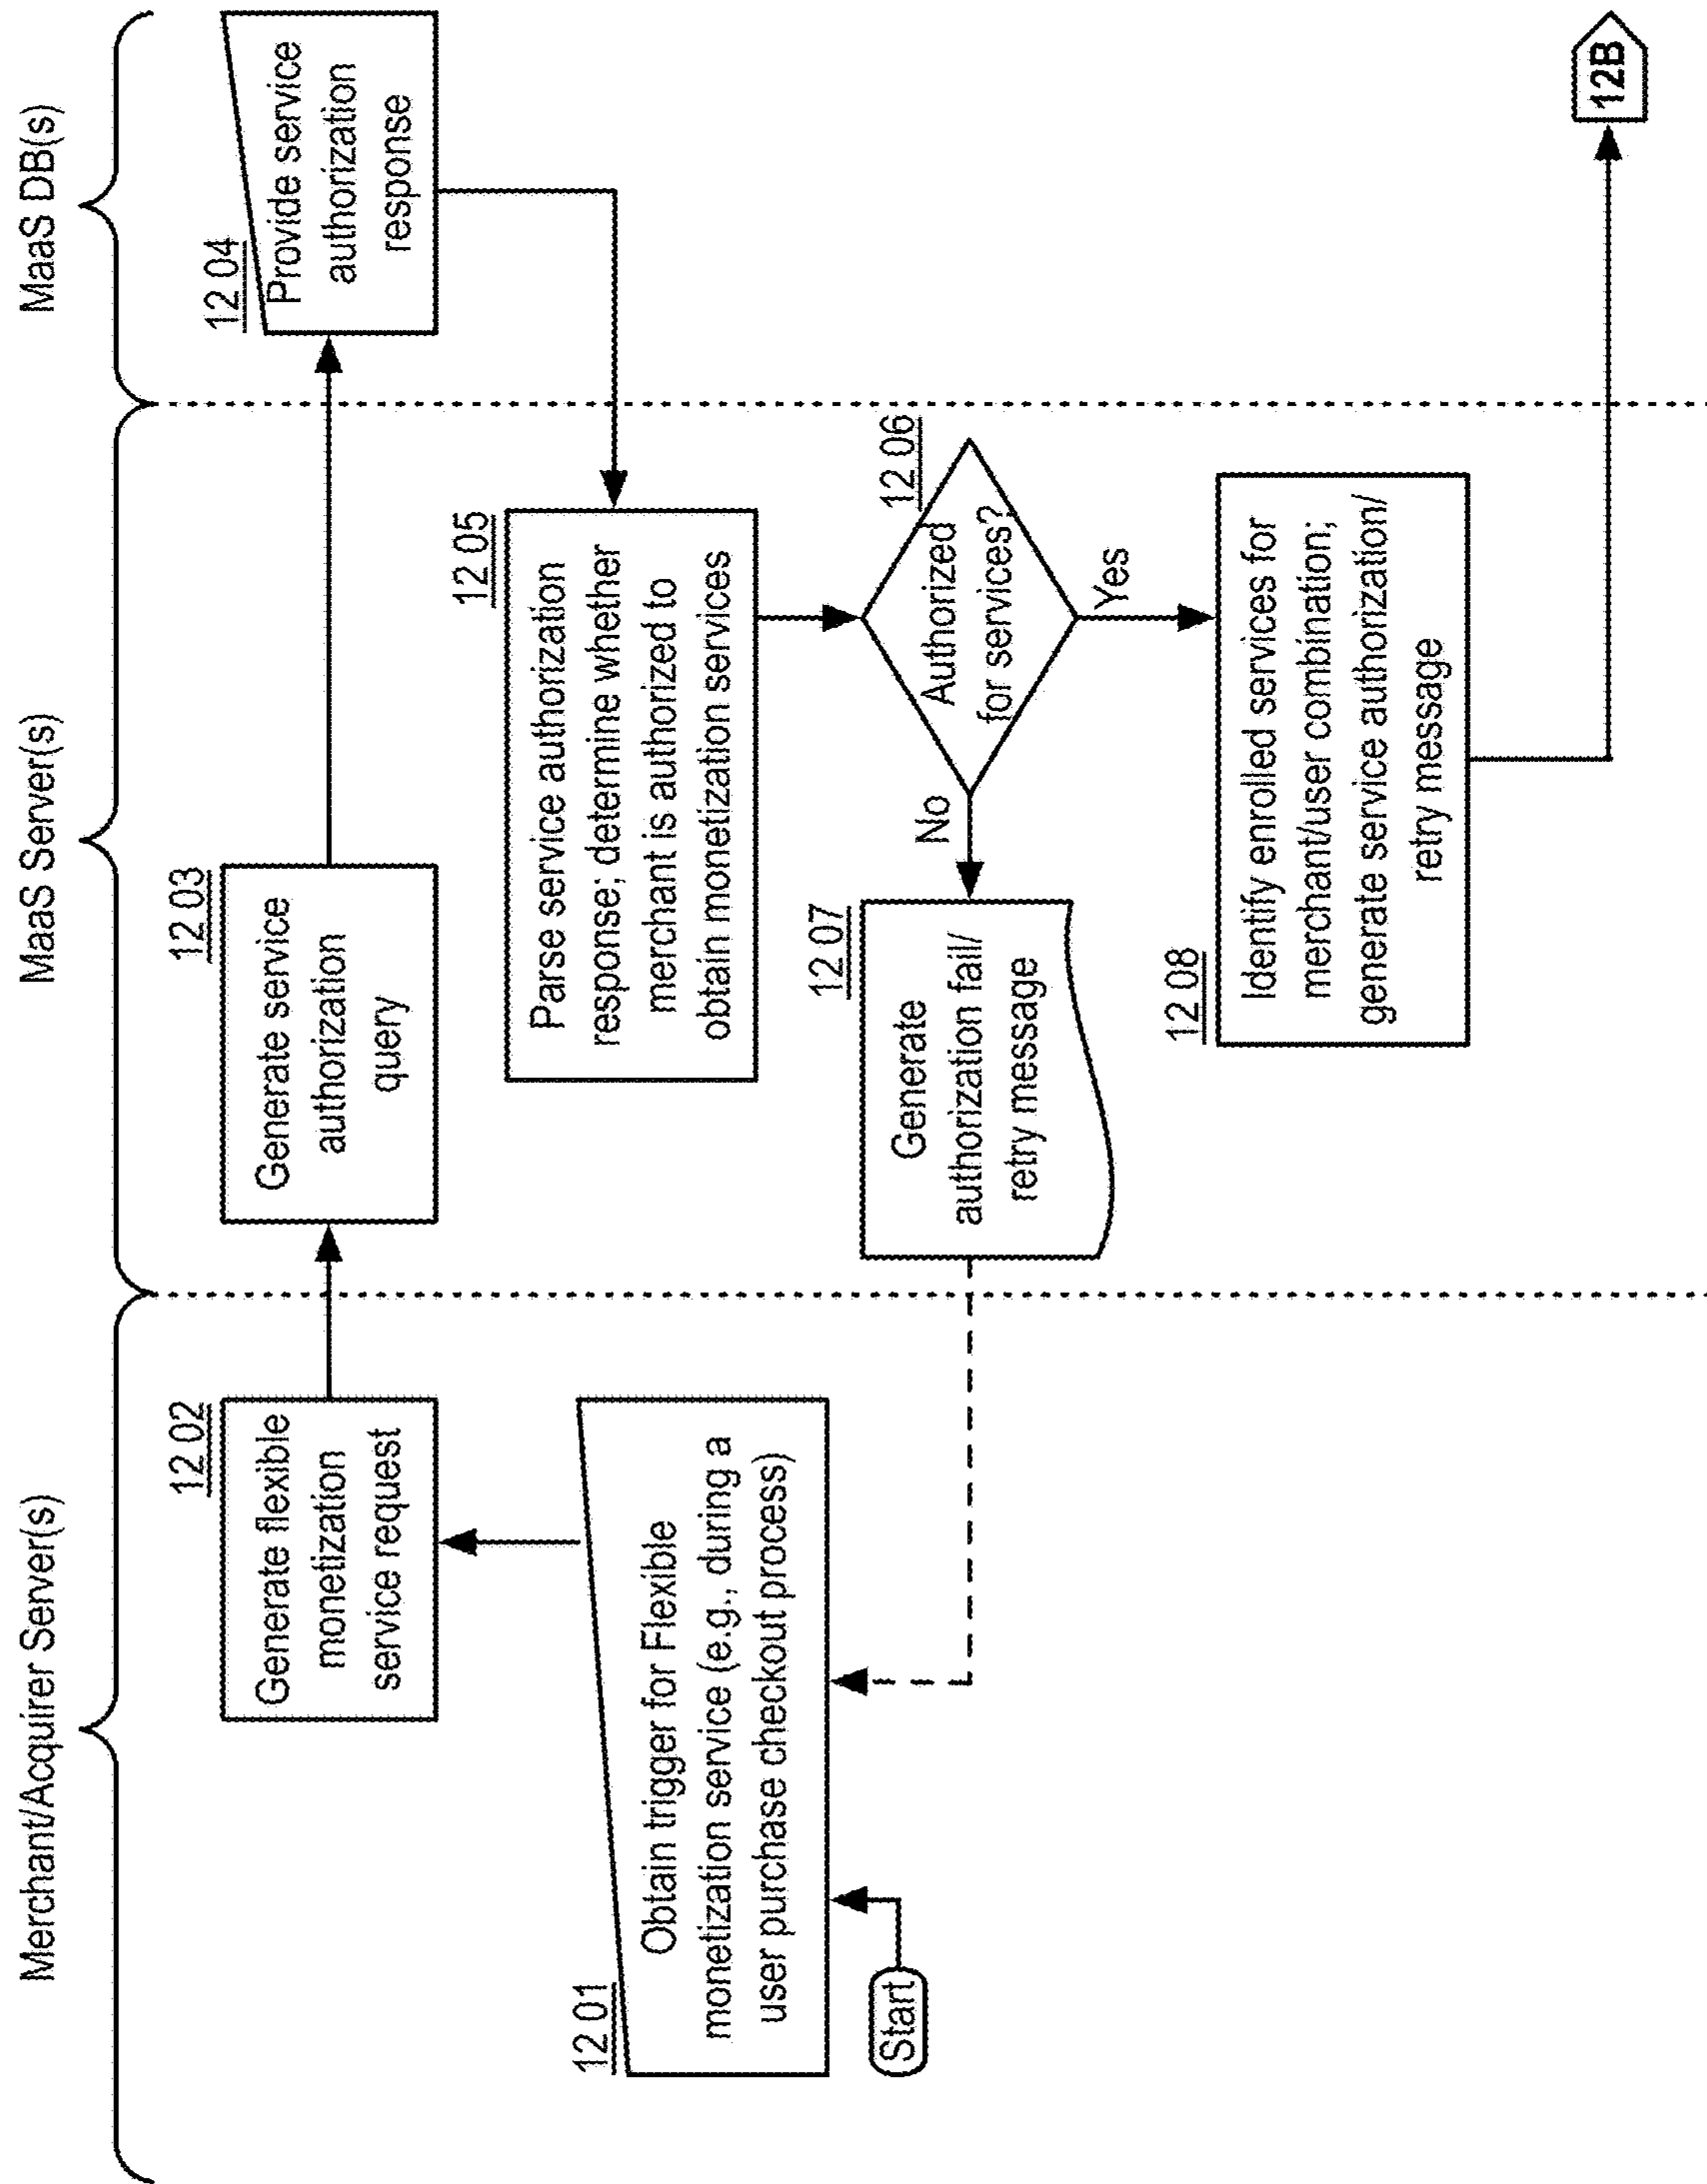 Merchant/Acquirer Server(s)
MaaS Server(s)
MaaS DB(s)
12 01
Obtain trigger for Flexible
monetization service (e.g., during a
user purchase checkout process)
Start
12 02
Generate flexible
monetization
service request
12 03
Generate service
authorization
query
12 04
Provide service
authorization
response
12 05
Parse service authorization
response; determine whether
merchant is authorized to
obtain monetization services
12 06
Authorized
for services?
No
Yes
12 07
Generate
authorization fail/
retry message
12 08
Identify enrolled services for
merchant/user combination;
generate service authorization/
retry message
12B